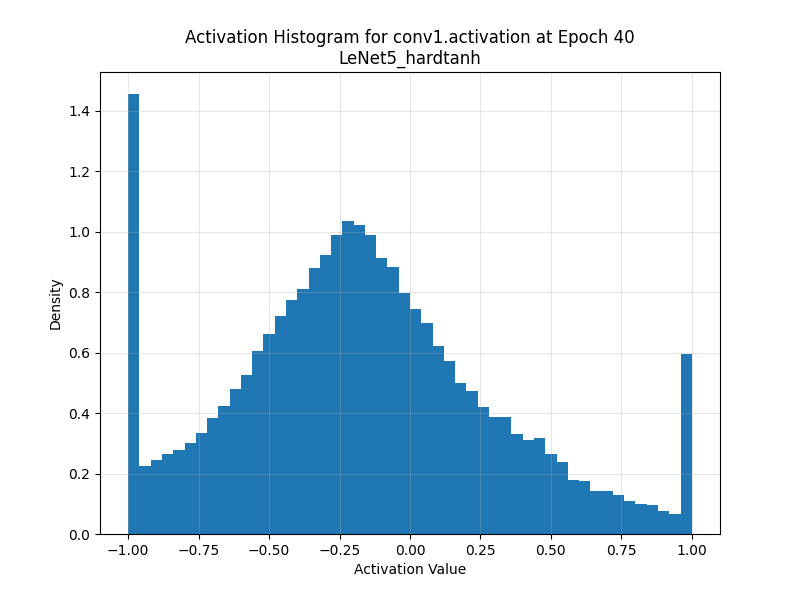 Activation Histogram for conv1.activation at Epoch 40
LeNet5_hardtanh
1.4
1.2
1.0
0.8
0.6
0.4
0.2
0.0
Density
−1.00 −0.75 −0.50 −0.25 0.00 0.25 0.50 0.75 1.00
Activation Value